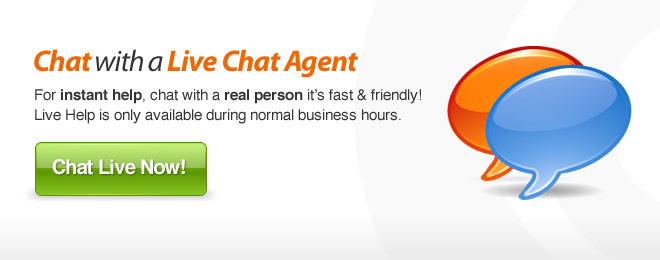 Chat with a Live Chat Agent
For instant help, chat with a real person it's fast & friendly!
Live Help is only available during normal business hours.
Chat Live Now!